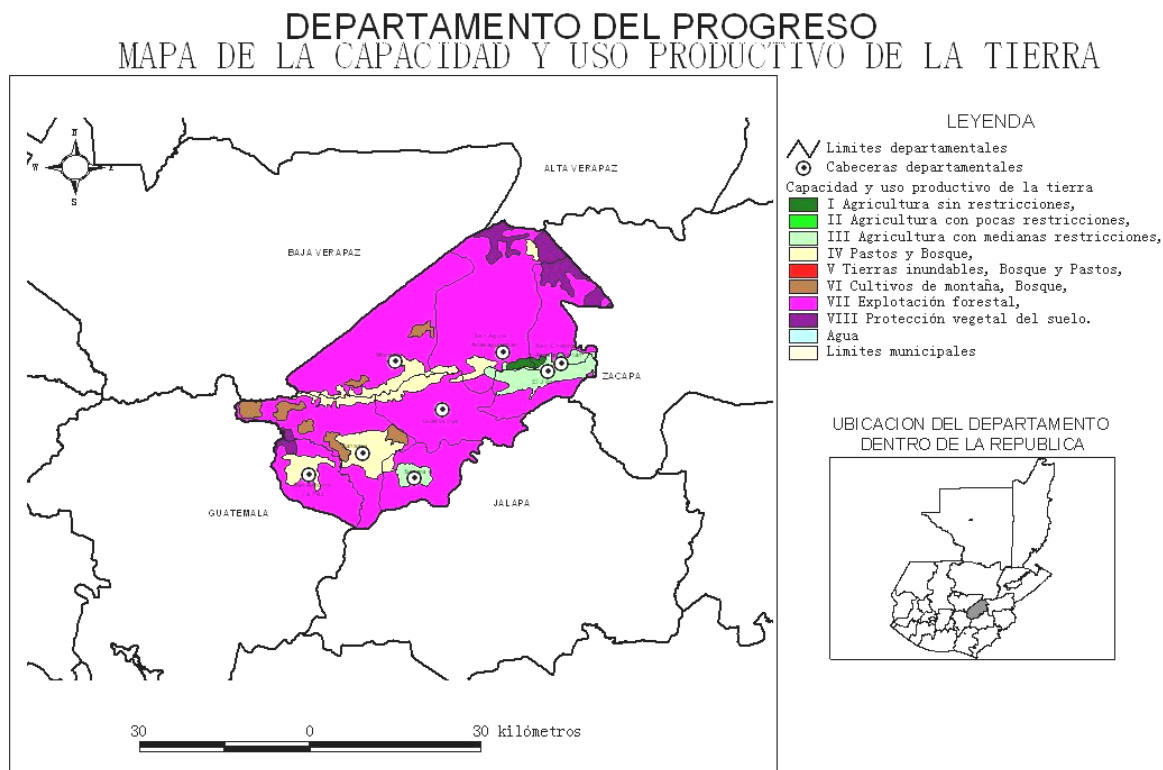 DEPARTAMENTO DEL PROGRESO
MAPA DE LA CAPACIDAD Y USO PRODUCTIVO DE LA TIERRA
N
W
S
ALTA VERAPAZ
BAJA VERAPAZ
ZACAPA
GUATEMALA
JALAPA
30 0 30 kilómetros
LEYENDA
Limites departamentales
Cabeceras departamentales
Capacidad y uso productivo de la tierra
I Agricultura sin restricciones,
II Agricultura con pocas restricciones,
III Agricultura con medianas restricciones,
IV Pastos y Bosque,
V Tierras inundables, Bosque y Pastos,
VI Cultivos de montaña, Bosque,
VII Explotación forestal,
VIII Protección vegetal del suelo.
Agua
Limites municipales
UBICACION DEL DEPARTAMENTO
DENTRO DE LA REPUBLICA